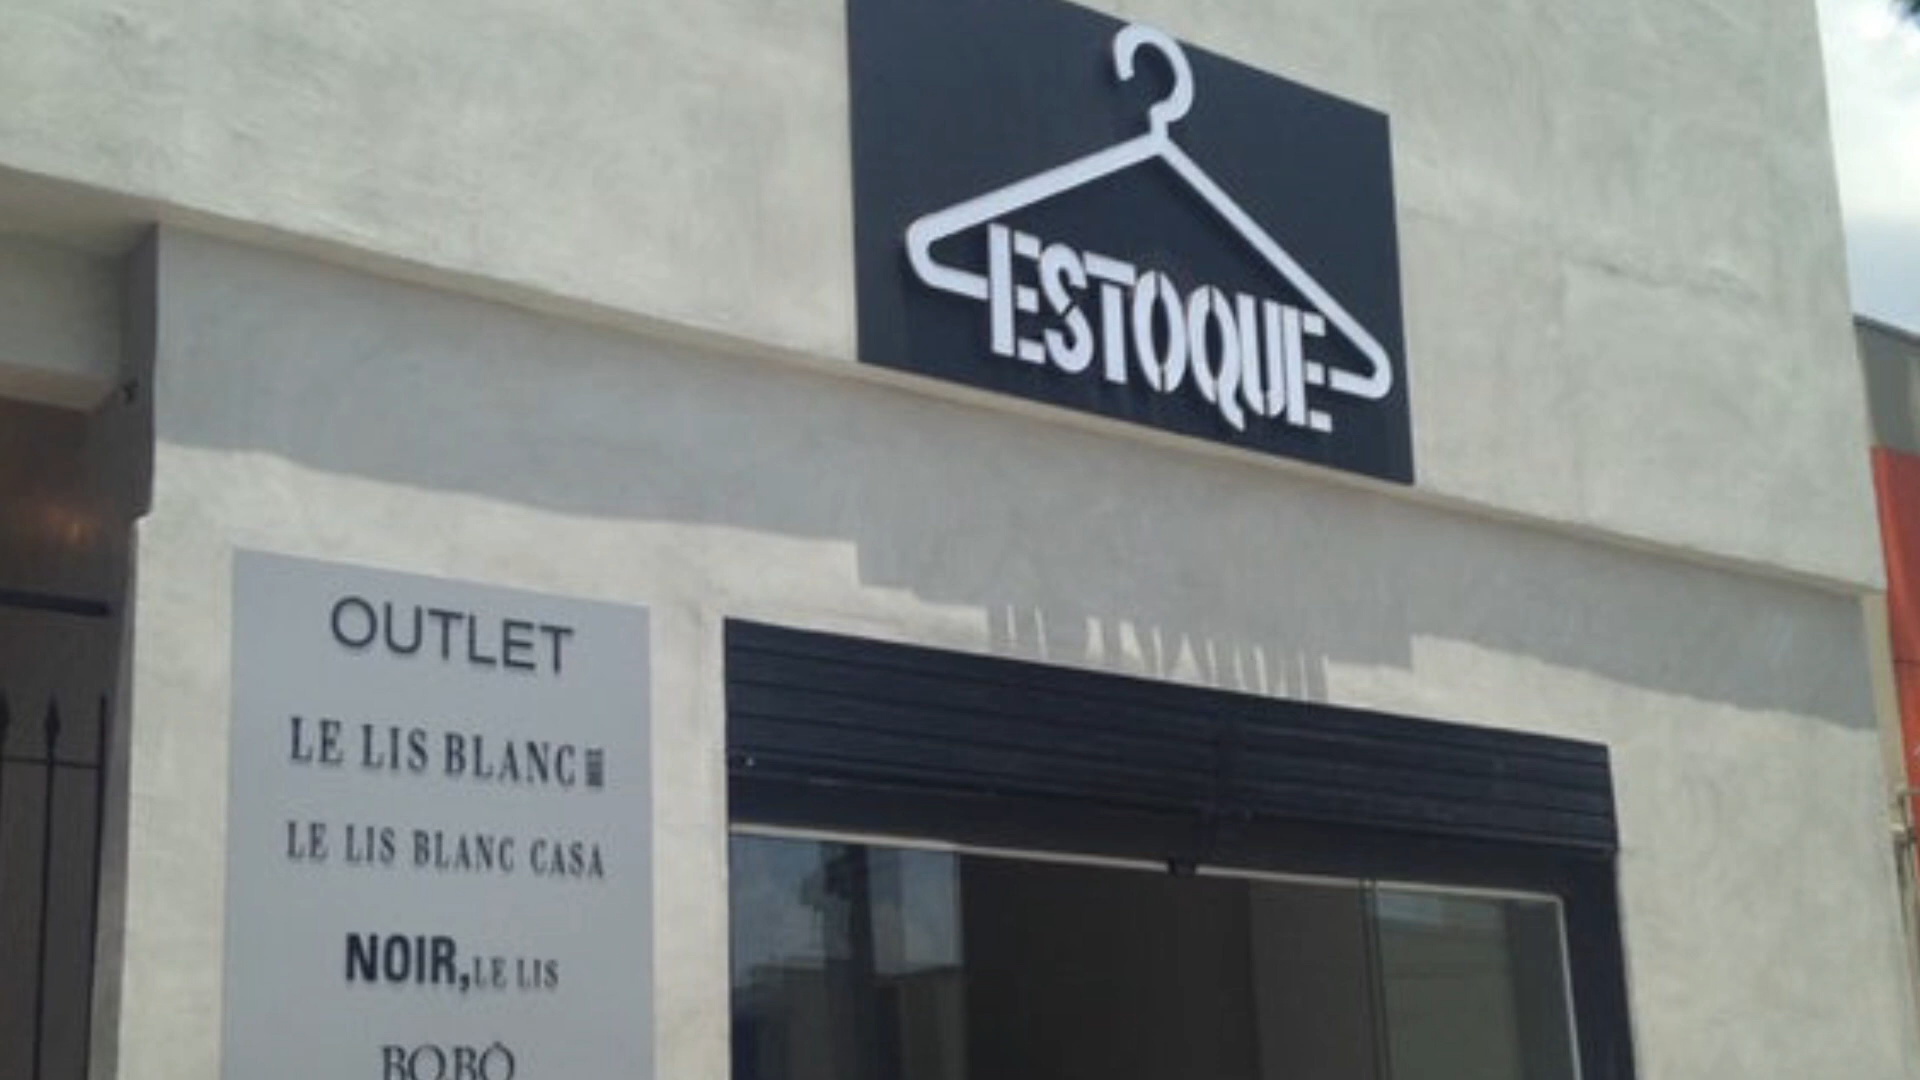 ESTOQUE
OUTLET
LE LIS BLANC
LE LIS BLANC CASA
NOIR, LE LIS
BO.BÔ